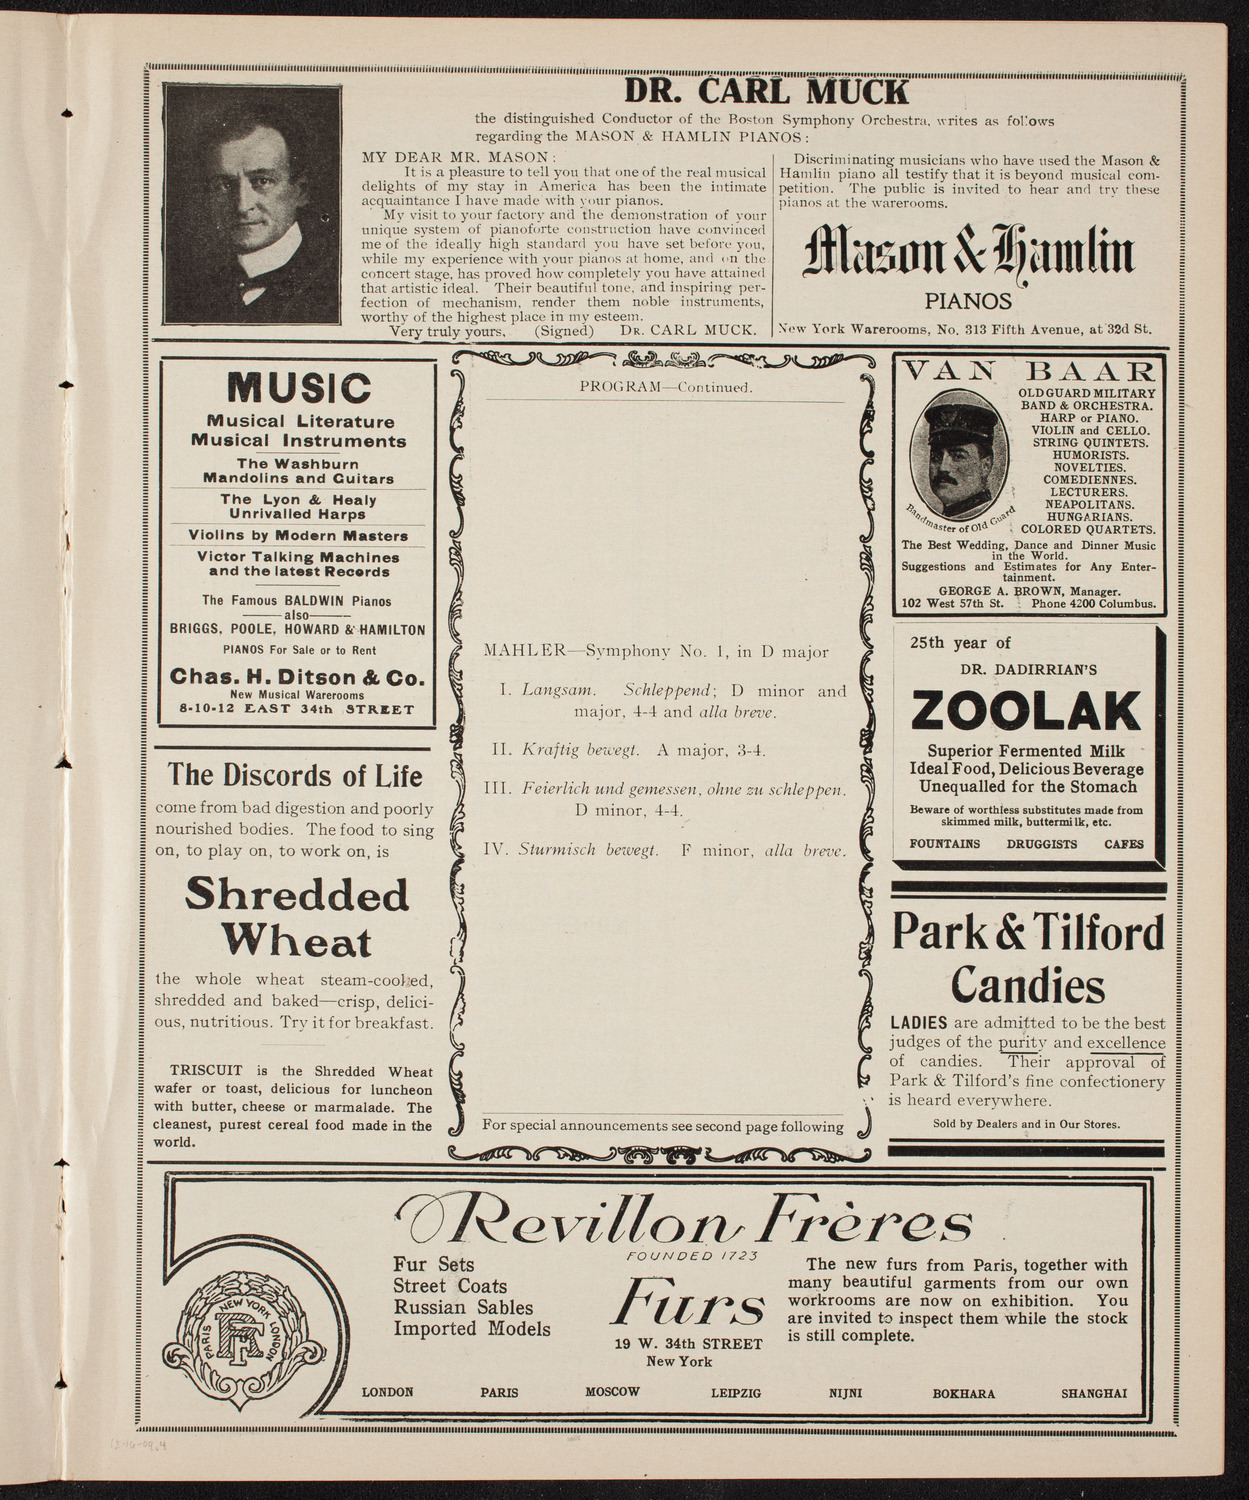 DR. CARL MUCK
the distinguished Conductor of the Boston Symphony Orchestra, writes as follows
regarding the MASON & HAMLIN PIANOS:
MY DEAR MR. MASON:
It is a pleasure to tell you that one of the real musical
delights of my stay in America has been the intimate
acquaintance I have made with your pianos.
My visit to your factory and the demonstration of your
unique system of pianoforte construction have convinced
me of the ideally high standard you have set before you,
while my experience with your pianos at home, and on the
concert stage, has proved how completely you have attained
that artistic ideal. Their beautiful tone, and inspiring per-
fection of mechanism, render them noble instruments,
worthy of the highest place in my esteem.
Very truly yours, (Signed) DR. CARL MUCK.
Discriminating musicians who have used the Mason &
Hamlin piano all testify that it is beyond musical com-
petition. The public is invited to hear and try these
pianos at the warerooms.
Mason & Hamlin
PIANOS
New York Warerooms, No. 313 Fifth Avenue, at 32d St.
MUSIC
Musical Literature
Musical Instruments
The Washburn
Mandolins and Guitars
The Lyon & Healy
Unrivalled Harps
Violins by Modern Masters
Victor Talking Machines
and the latest Records
The Famous BALDWIN Pianos
also
BRIGGS, POOLE, HOWARD & HAMILTON
PIANOS For Sale or to Rent
Chas. H. Ditson & Co.
New Musical Warerooms
8-10-12 EAST 34th STREET
The Discords of Life
come from bad digestion and poorly
nourished bodies. The food to sing
on, to play on, to work on, is
Shredded
Wheat
the whole wheat steam-cooked,
shredded and baked—crisp, delici-
ous, nutritious. Try it for breakfast.
TRISCUIT is the Shredded Wheat
wafer or toast, delicious for luncheon
with butter, cheese or marmalade. The
cleanest, purest cereal food made in the
world.
PROGRAM—Continued.
MAHLER—Symphony No. 1, in D major
I. Langsam. Schleppend; D minor and
major, 4-4 and alla breve.
II. Kraftig bewegt. A major, 3-4.
III. Feierlich und gemessen, ohne zu schleppen.
D minor, 4-4.
IV. Sturmisch bewegt. F minor, alla breve.
For special announcements see second page following
VAN BAAR
Bandmaster of Old Guard
OLD GUARD MILITARY
BAND & ORCHESTRA.
HARP or PIANO.
VIOLIN and CELLO.
STRING QUINTETS.
HUMORISTS.
NOVELTIES.
COMEDIENNES.
LECTURERS.
NEAPOLITANS.
HUNGARIANS.
COLORED QUARTETS.
The Best Wedding, Dance and Dinner Music
in the World.
Suggestions and Estimates for Any Enter-
tainment.
GEORGE A. BROWN, Manager.
102 West 57th St. Phone 4200 Columbus.
25th year of
DR. DADIRRIAN'S
ZOOLAK
Superior Fermented Milk
Ideal Food, Delicious Beverage
Unequalled for the Stomach
Beware of worthless substitutes made from
skimmed milk, buttermilk, etc.
FOUNTAINS DRUGGISTS CAFES
Park & Tilford
Candies
LADIES are admitted to be the best
judges of the purity and excellence
of candies. Their approval of
Park & Tilford's fine confectionery
is heard everywhere.
Sold by Dealers and in Our Stores.
Revillon Frères
FOUNDED 1723
Fur Sets
Street Coats
Russian Sables
Imported Models
Furs
19 W. 34th STREET
New York
The new furs from Paris, together with
many beautiful garments from our own
workrooms are now on exhibition. You
are invited to inspect them while the stock
is still complete.
PARIS NEW YORK LONDON
RF
LONDON PARIS MOSCOW LEIPZIG NIJNI BOKHARA SHANGHAI
12-16-09.4